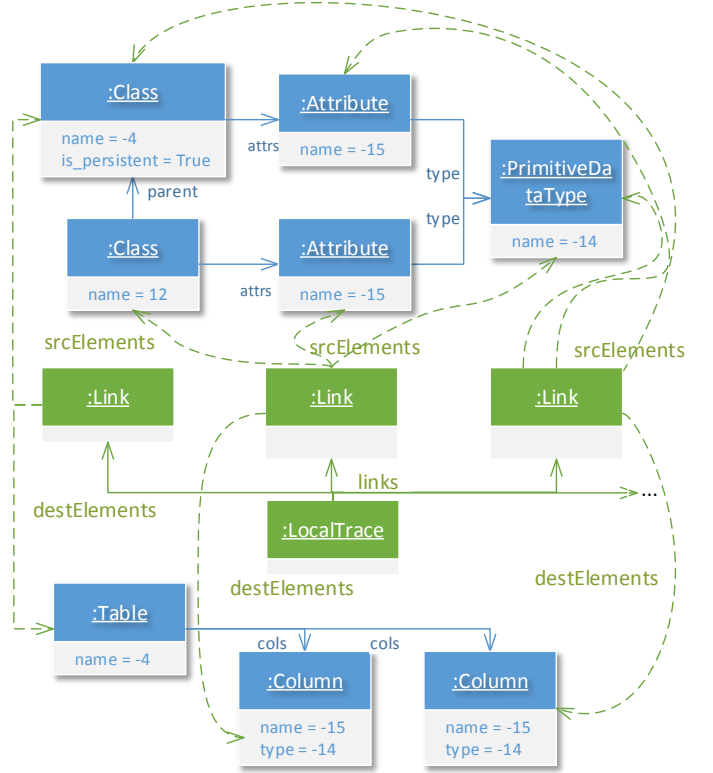 :Class
name = -4
is_persistent = True
attrs
:Attribute
name = -15
type
:PrimitiveDa
taType
name = -14
parent
type
:Class
name = 12
attrs
:Attribute
name = -15
srcElements
srcElements
srcElements
:Link
:Link
:Link
links
...
destElements
:LocalTrace
destElements
destElements
:Table
name = -4
cols
cols
:Column
name = -15
type = -14
:Column
name = -15
type = -14